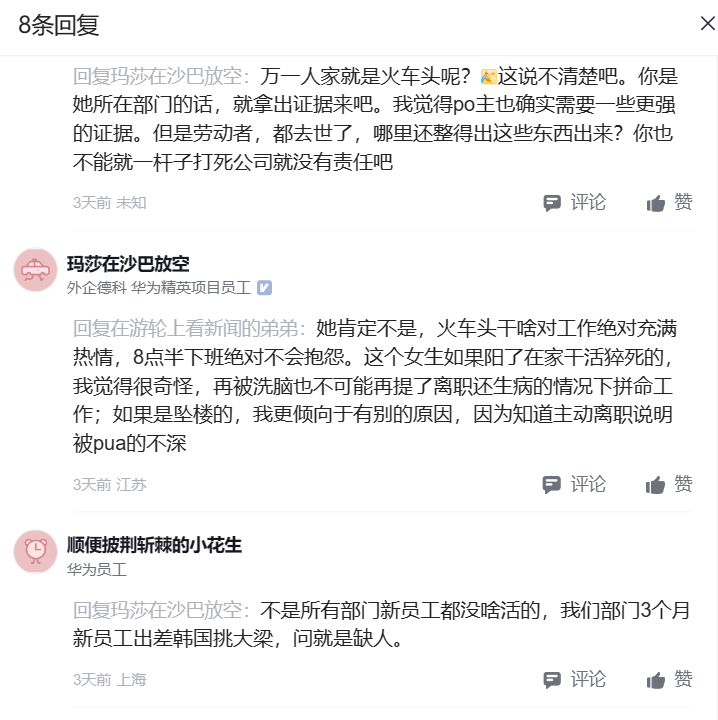 8条回复
回复玛莎在沙巴放空：万一人家就是火车头呢？这说不清楚吧。你是
她所在部门的话，就拿出证据来吧。我觉得po主也确实需要一些更强
的证据。但是劳动者，都去世了，哪里还整得出这些东西出来？你也
不能就一杆子打死公司就没有责任吧
3天前 未知
评论 赞
玛莎在沙巴放空
外企德科 华为精英项目员工
回复在游轮上看新闻的弟弟：她肯定不是，火车头干啥对工作绝对充满
热情，8点半下班绝对不会抱怨。这个女生如果阳了在家干活猝死的，
我觉得很奇怪，再被洗脑也不可能再提了离职还生病的情况下拼命工
作；如果是坠楼的，我更倾向于有别的原因，因为知道主动离职说明
被pua的不深
3天前 江苏
评论 赞
顺便披荆斩棘的小花生
华为员工
回复玛莎在沙巴放空：不是所有部门新员工都没啥活的，我们部门3个月
新员工出差韩国挑大梁，问就是缺人。
3天前 上海
评论 赞